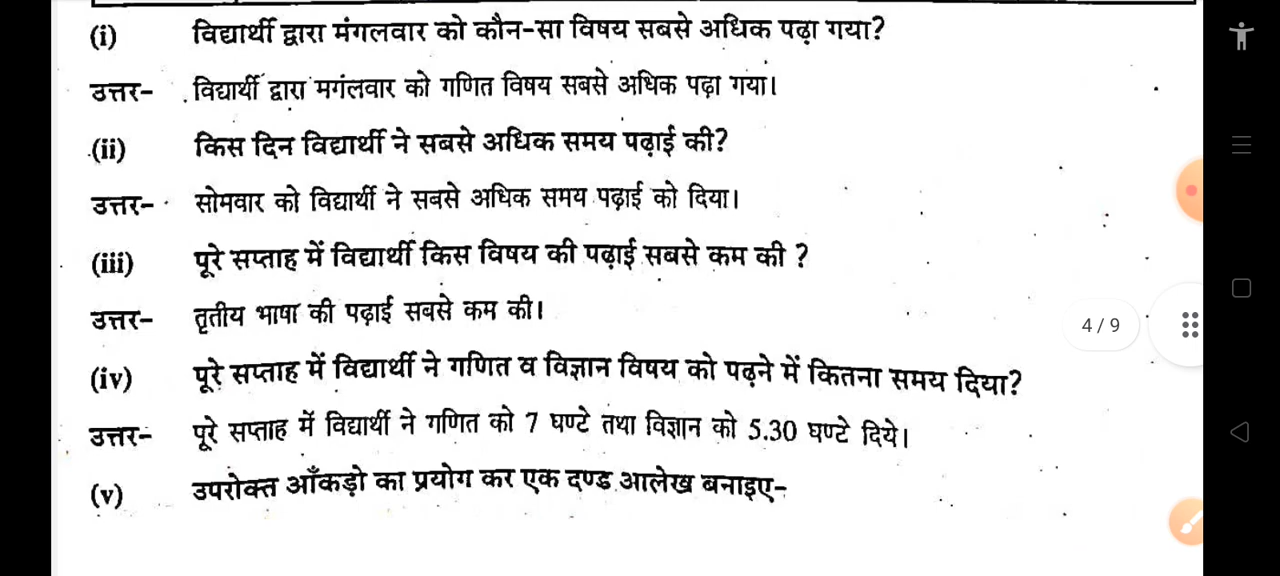 (i) विद्यार्थी द्वारा मंगलवार को कौन-सा विषय सबसे अधिक पढ़ा गया?
उत्तर- विद्यार्थी द्वारा मगंलवार को गणित विषय सबसे अधिक पढ़ा गया।
(ii) किस दिन विद्यार्थी ने सबसे अधिक समय पढ़ाई की?
उत्तर- सोमवार को विद्यार्थी ने सबसे अधिक समय पढ़ाई को दिया।
(iii) पूरे सप्ताह में विद्यार्थी किस विषय की पढ़ाई सबसे कम की ?
उत्तर- तृतीय भाषा की पढ़ाई सबसे कम की।
4/9
(iv) पूरे सप्ताह में विद्यार्थी ने गणित व विज्ञान विषय को पढ़ने में कितना समय दिया?
उत्तर- पूरे सप्ताह में विद्यार्थी ने गणित को 7 घण्टे तथा विज्ञान को 5.30 घण्टे दिये।
(v) उपरोक्त आँकड़ो का प्रयोग कर एक दण्ड आलेख बनाइए-